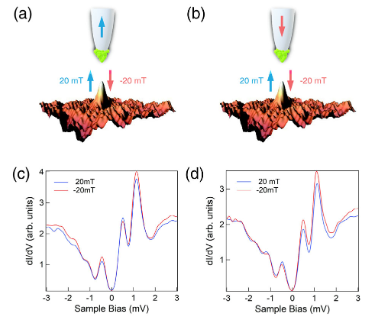 (a)
(b)
20 mT
-20 mT
20 mT
-20 mT
(c)
(d)
4
3
2
1
dI/dV (arb. units)
20mT
-20mT
-3 -2 -1 0 1 2 3
Sample Bias (mV)
3
2
1
dI/dV (arb. units)
20 mT
-20mT
-3 -2 -1 0 1 2 3
Sample Bias (mV)